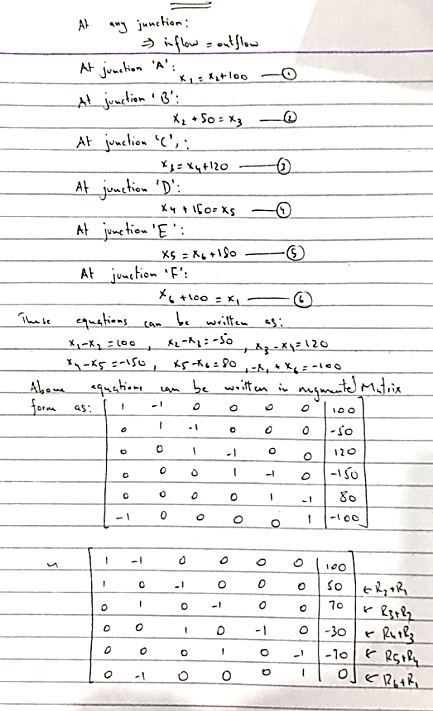 At any junction:
⇒ inflow = outflow
At junction 'A':
x₁ = x₂+100 —①
At junction 'B':
x₂ + 50 = x₃ —②
At junction 'C',:
x₃ = x₄+120 —③
At junction 'D':
x₄ + 150 = x₅ —④
At junction 'E':
x₅ = x₆+180 —⑤
At junction 'F':
x₆ +100 = x₁ —⑥
These equations can be written as:
x₁-x₂ = 100, x₂-x₃ = -50, x₃-x₄ = 120
x₄-x₅ = -150, x₅-x₆ = 80, -x₁ + x₆ = -100
Above equations can be written in augmented Matrix
form as: [ 1 -1 0 0 0 0 | 100
0 1 -1 0 0 0 | -50
0 0 1 -1 0 0 | 120
0 0 0 1 -1 0 | -150
0 0 0 0 1 -1 | 80
-1 0 0 0 0 1 | -100 ]
~ [ 1 -1 0 0 0 0 | 100
1 0 -1 0 0 0 | 50 ← R₂+R₁
0 1 0 -1 0 0 | 70 ← R₃+R₂
0 0 1 0 -1 0 | -30 ← R₄+R₃
0 0 0 1 0 -1 | -70 ← R₅+R₄
0 -1 0 0 0 1 | 0 ] ← R₆+R₁